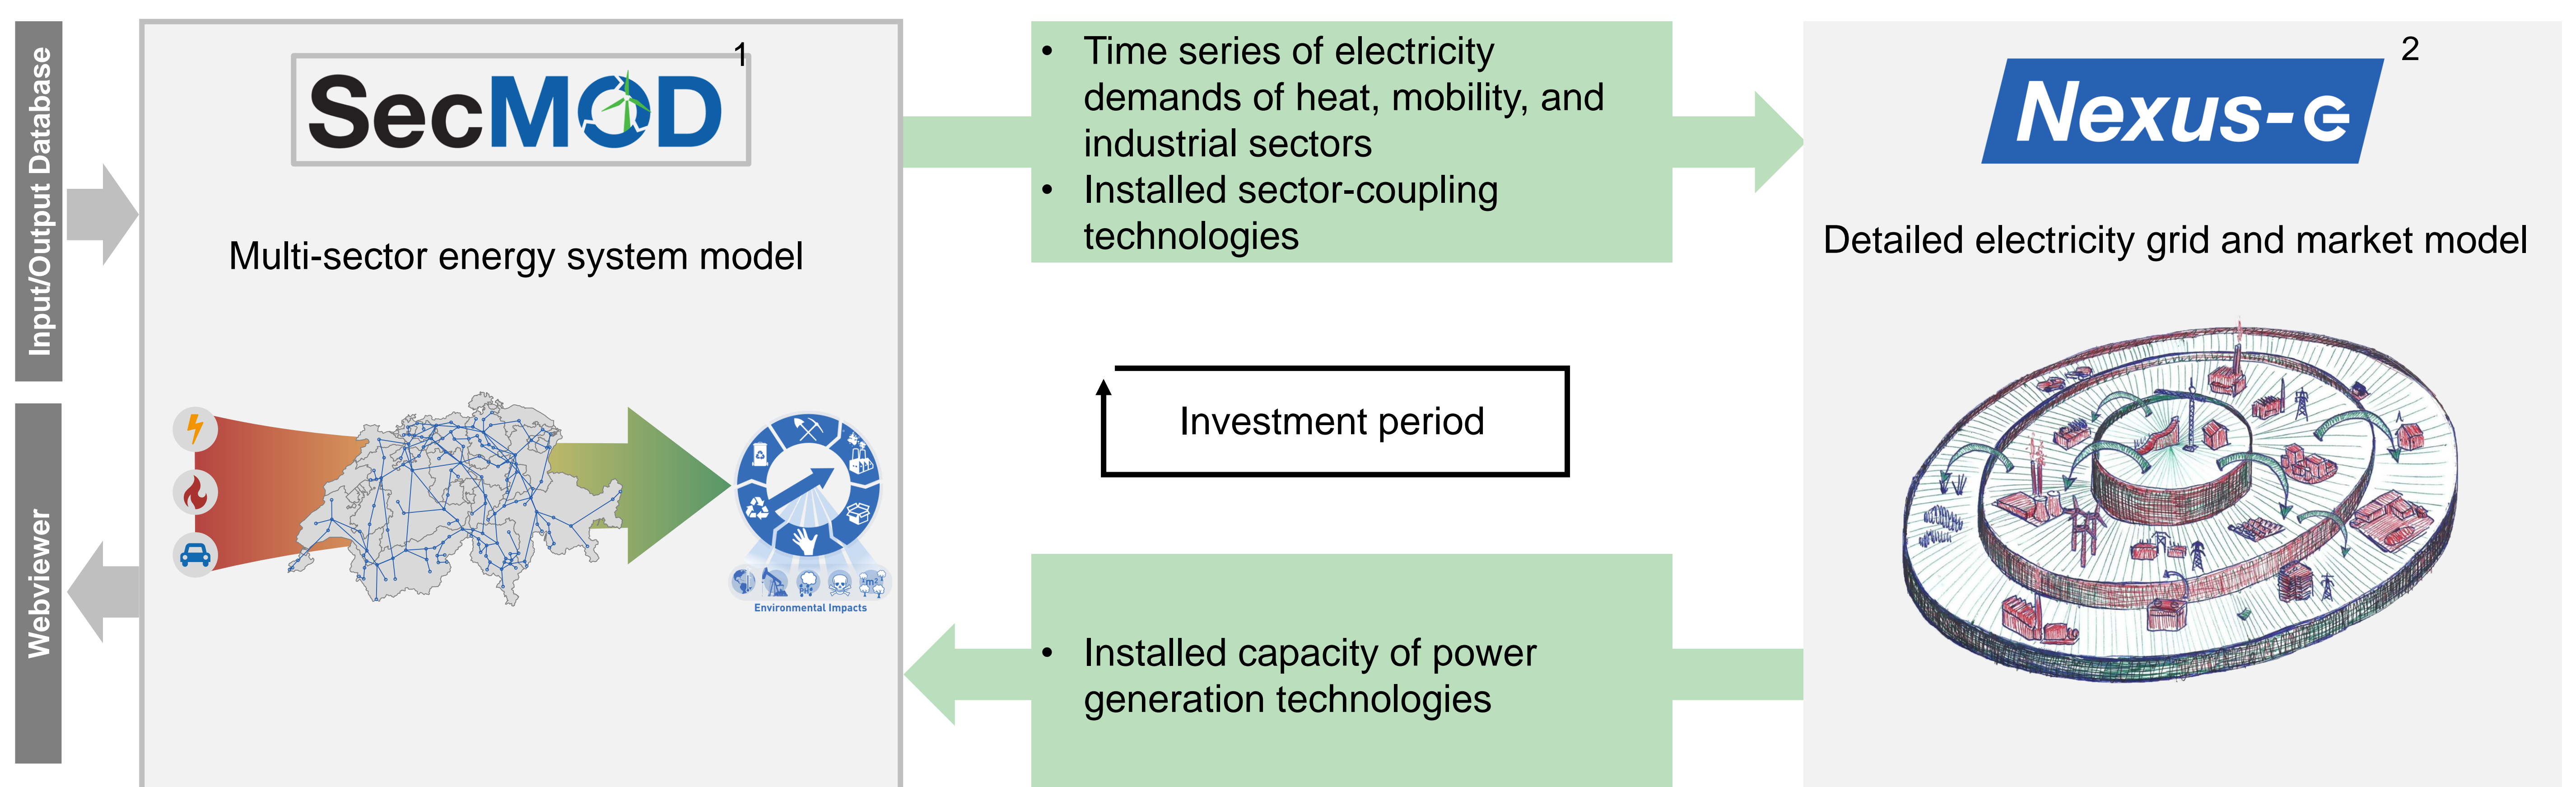 Input/Output Database
Webviewer
SecMOD
1
Multi-sector energy system model
m²
Environmental Impacts
• Time series of electricity
demands of heat, mobility, and
industrial sectors
• Installed sector-coupling
technologies
Investment period
• Installed capacity of power
generation technologies
Nexus-e
2
Detailed electricity grid and market model